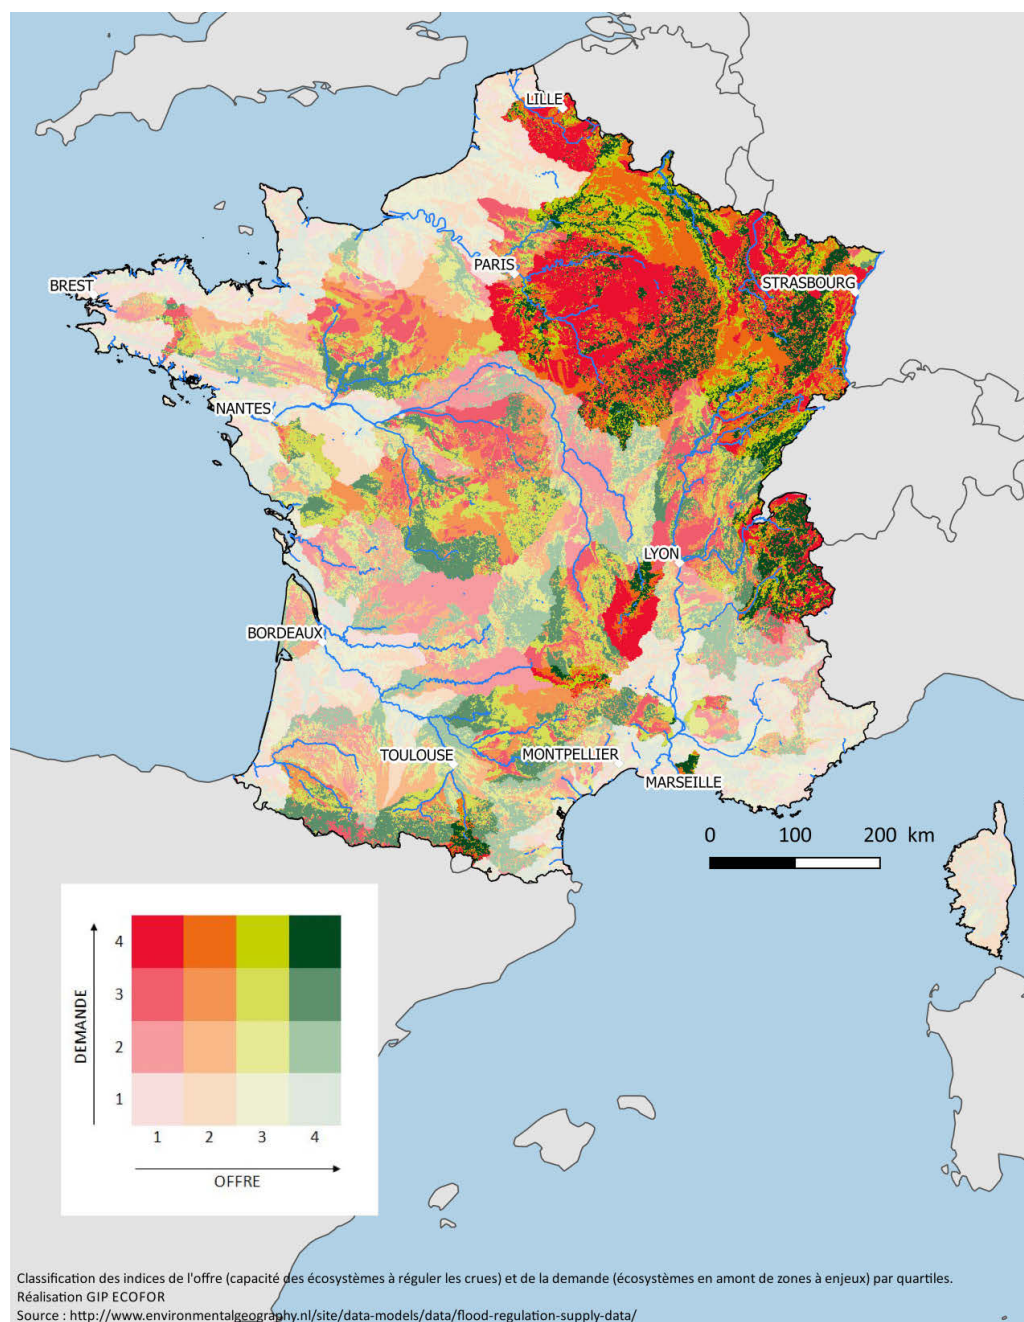 LILLE
PARIS
STRASBOURG
BREST
NANTES
LYON
BORDEAUX
TOULOUSE
MONTPELLIER
MARSEILLE
0 100 200 km
DEMANDE
4
3
2
1
1 2 3 4
OFFRE
Classification des indices de l'offre (capacité des écosystèmes à réguler les crues) et de la demande (écosystèmes en amont de zones à enjeux) par quartiles.
Réalisation GIP ECOFOR
Source : http://www.environmentalgeography.nl/site/data-models/data/flood-regulation-supply-data/